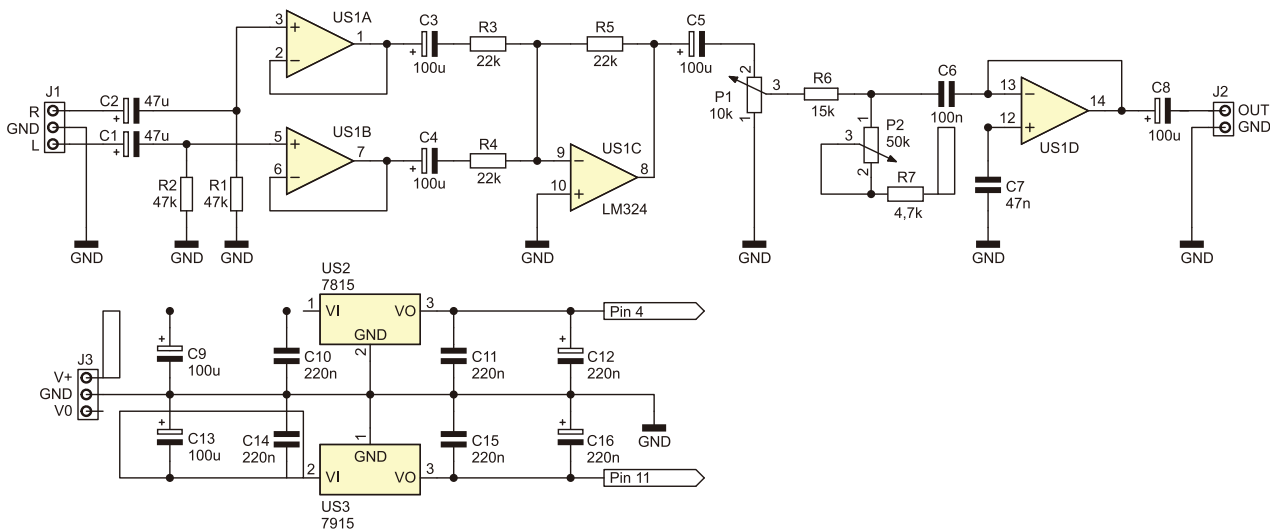 US1A
3
+
2
−
1
C3
+
100u
R3
22k
R5
22k
C5
+
100u
2
P1
10k
3
1
R6
15k
C6
100n
1
P2
50k
3
2
R7
4,7k
13
−
12
+
14
US1D
C7
47n
C8
+
100u
J2
OUT
GND
J1
R
GND
L
C2
+
47u
C1
+
47u
R2
47k
R1
47k
US1B
5
+
6
−
7
C4
+
100u
R4
22k
US1C
9
−
10
+
8
LM324
GND
GND
GND
GND
GND
GND
GND
US2
7815
1
VI
VO
3
GND
2
Pin 4
J3
V+
GND
V0
+
C9
100u
C10
220n
C11
220n
+
C12
220n
GND
+
C13
100u
C14
220n
1
GND
2
VI
VO
3
US3
7915
C15
220n
+
C16
220n
Pin 11